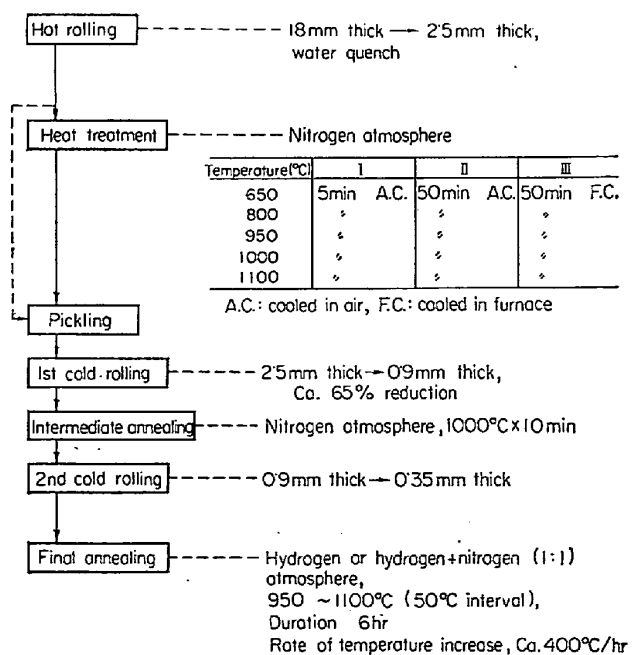 Hot rolling
18mm thick → 2·5mm thick,
water quench
Heat treatment
Nitrogen atmosphere
Temperature(°C) I II III
650 5min A.C. 50min A.C. 50min F.C.
800 〃 〃 〃
950 〃 〃 〃
1000 〃 〃 〃
1100 〃 〃 〃
A.C.: cooled in air, F.C.: cooled in furnace
Pickling
1st cold rolling
2·5mm thick → 0·9mm thick,
Ca. 65% reduction
Intermediate annealing
Nitrogen atmosphere, 1000°C × 10min
2nd cold rolling
0·9mm thick → 0·35mm thick
Final annealing
Hydrogen or hydrogen+nitrogen (1:1)
atmosphere,
950 ~ 1100°C (50°C interval),
Duration 6hr
Rate of temperature increase, Ca. 400°C/hr